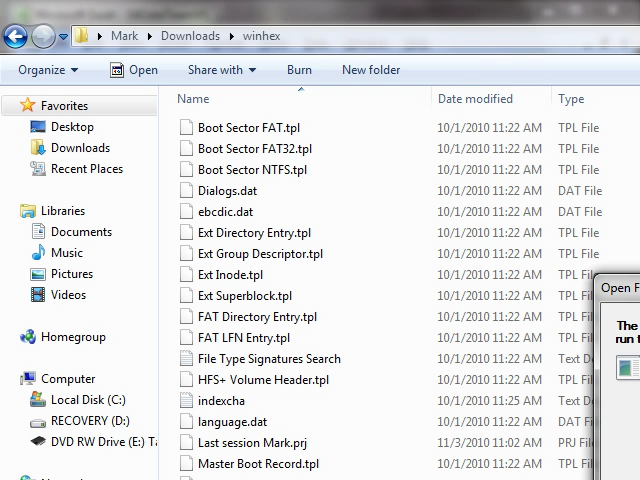 Mark Downloads winhex
Organize Open Share with Burn New folder
Name Date modified Type
Favorites
Desktop
Downloads
Recent Places
Libraries
Documents
Music
Pictures
Videos
Homegroup
Computer
Local Disk (C:)
RECOVERY (D:)
DVD RW Drive (E:) Ta
Boot Sector FAT.tpl 10/1/2010 11:22 AM TPL File
Boot Sector FAT32.tpl 10/1/2010 11:22 AM TPL File
Boot Sector NTFS.tpl 10/1/2010 11:22 AM TPL File
Dialogs.dat 10/1/2010 11:22 AM DAT File
ebcdic.dat 10/1/2010 11:22 AM DAT File
Ext Directory Entry.tpl 10/1/2010 11:22 AM TPL File
Ext Group Descriptor.tpl 10/1/2010 11:22 AM TPL File
Ext Inode.tpl 10/1/2010 11:22 AM TPL
Ext Superblock.tpl 10/1/2010 11:22 AM TPL
FAT Directory Entry.tpl 10/1/2010 11:22 AM TPL
FAT LFN Entry.tpl 10/1/2010 11:22 AM TPL
File Type Signatures Search 10/1/2010 11:22 AM Text D
HFS+ Volume Header.tpl 10/1/2010 11:22 AM TPL
indexcha 10/1/2010 11:25 AM Text D
language.dat 10/1/2010 11:22 AM DAT
Last session Mark.prj 11/3/2010 11:02 AM PRJ
Master Boot Record.tpl 10/1/2010 11:22 AM TPL
Open F
The
run t